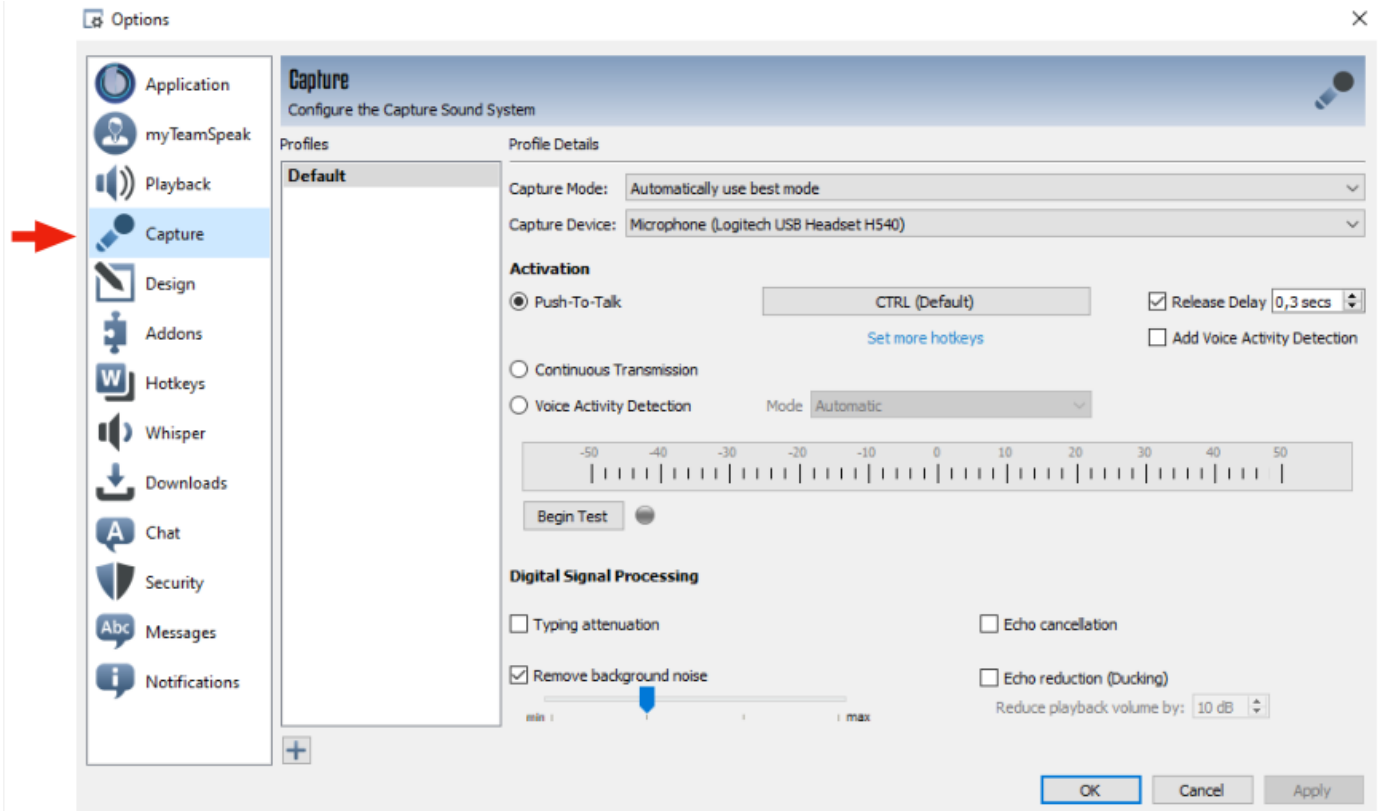 Options
Application
myTeamSpeak
Playback
Capture
Design
Addons
W
Hotkeys
Whisper
Downloads
A
Chat
Security
Abc
Messages
i
Notifications
Capture
Configure the Capture Sound System
Profiles
Default
Profile Details
Capture Mode: Automatically use best mode
Capture Device: Microphone (Logitech USB Headset H540)
Activation
Push-To-Talk CTRL (Default) Release Delay 0,3 secs
Set more hotkeys Add Voice Activity Detection
Continuous Transmission
Voice Activity Detection Mode Automatic
-50 -40 -30 -20 -10 0 10 20 30 40 50
Begin Test
Digital Signal Processing
Typing attenuation Echo cancellation
Remove background noise Echo reduction (Ducking)
min max Reduce playback volume by: 10 dB
OK Cancel Apply